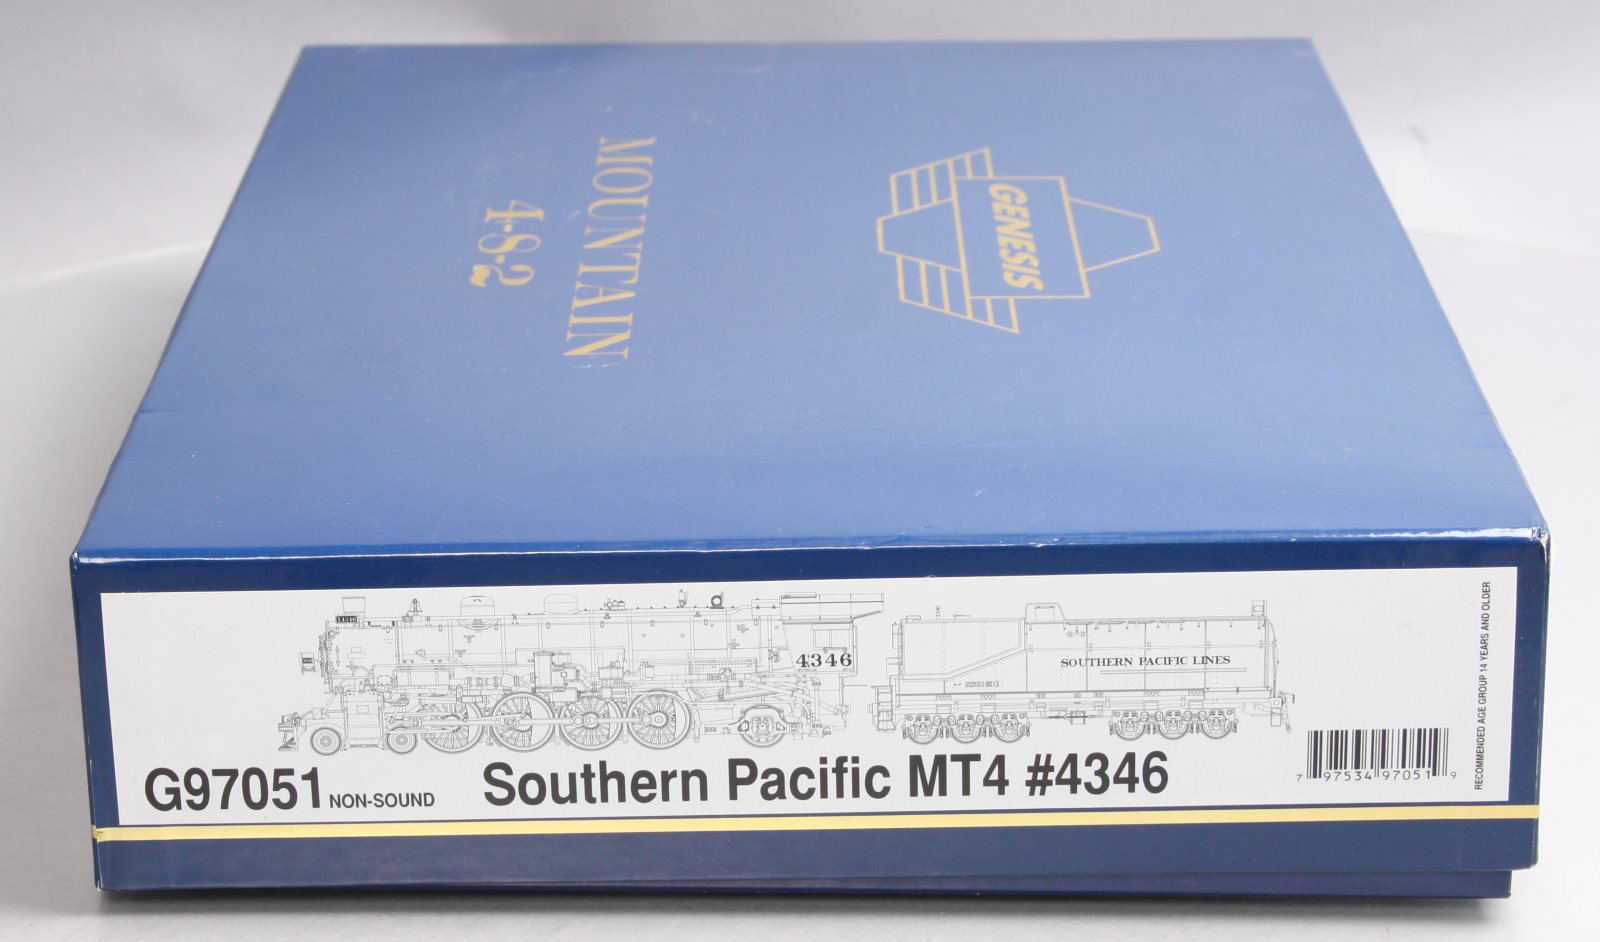 GENESIS
MOUNTAIN
4-8-2
4346
SOUTHERN PACIFIC LINES
G97051 NON-SOUND
Southern Pacific MT4 #4346
7 97534 97051 9
RECOMMENDED AGE GROUP 14 YEARS AND OLDER